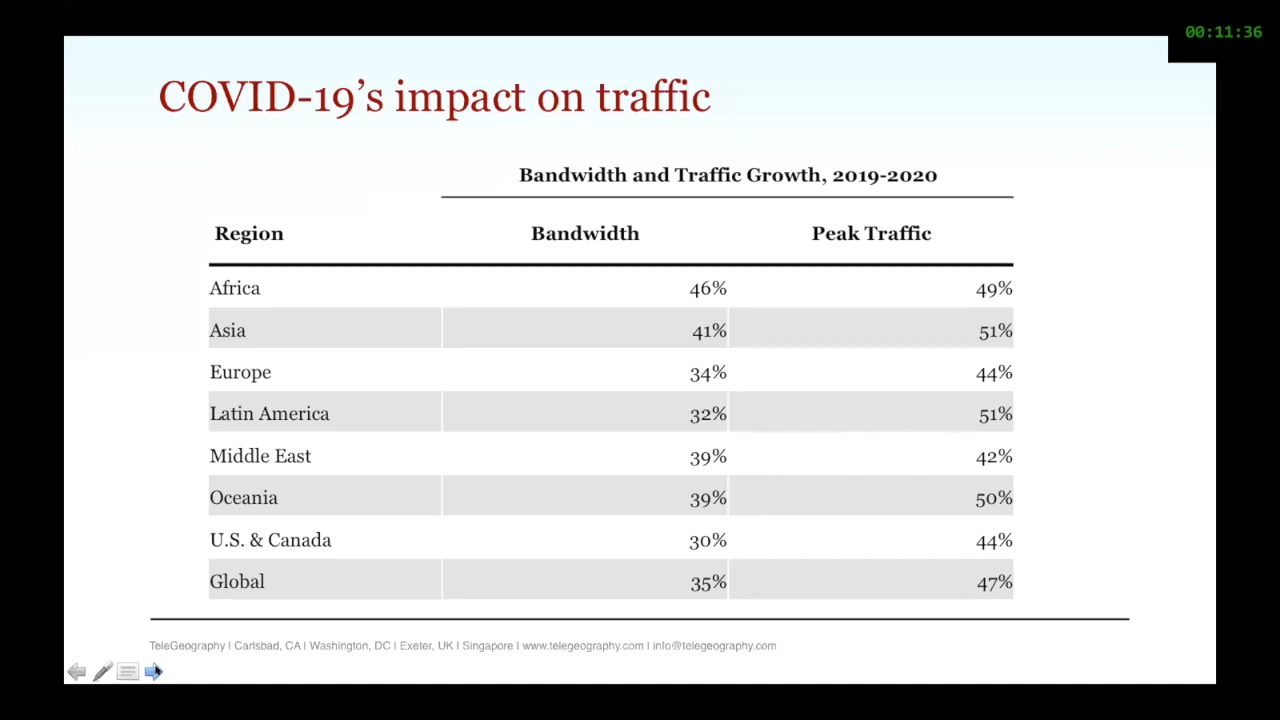 00:11:36
COVID-19’s impact on traffic
Bandwidth and Traffic Growth, 2019-2020
Region Bandwidth Peak Traffic
Africa 46% 49%
Asia 41% 51%
Europe 34% 44%
Latin America 32% 51%
Middle East 39% 42%
Oceania 39% 50%
U.S. & Canada 30% 44%
Global 35% 47%
TeleGeography | Carlsbad, CA | Washington, DC | Exeter, UK | Singapore | www.telegeography.com | info@telegeography.com